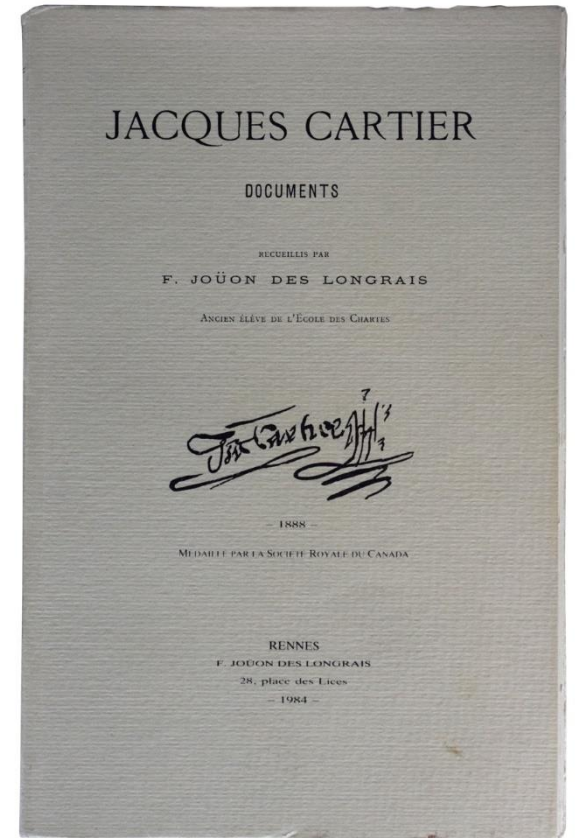 JACQUES CARTIER
DOCUMENTS
RECUEILLIS PAR
F. JOÜON DES LONGRAIS
ANCIEN ÉLÈVE DE L'ÉCOLE DES CHARTES
– 1888 –
MÉDAILLÉ PAR LA SOCIÉTÉ ROYALE DU CANADA
RENNES
F. JOÜON DES LONGRAIS
28, place des Lices
– 1984 –